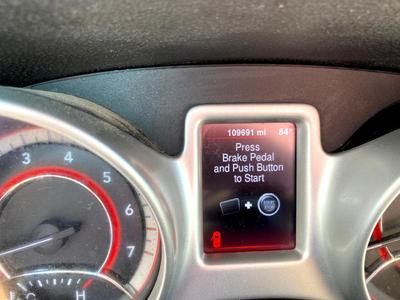 109691 mi 84°
Press
Brake Pedal
and Push Button
to Start
+
3
4
5
6
7
C
H